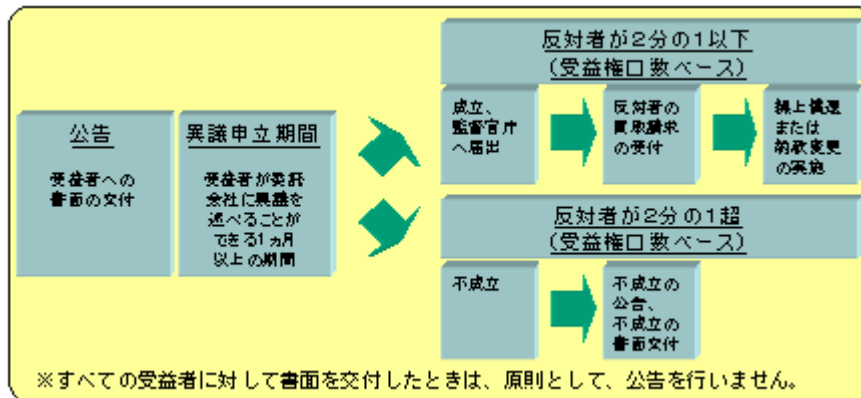 公告
受益者への
書面の交付
異議申立期間
受益者が委託
会社に異議を
述べることが
できる1ヵ月
以上の期間
反対者が2分の1以下
(受益権口数ベース)
成立、
監督官庁
へ届出
反対者の
買取請求
の受付
繰上償還
または
約款変更
の実施
反対者が2分の1超
(受益権口数ベース)
不成立
不成立の
公告、
不成立の
書面交付
※すべての受益者に対して書面を交付したときは、原則として、公告を行いません。